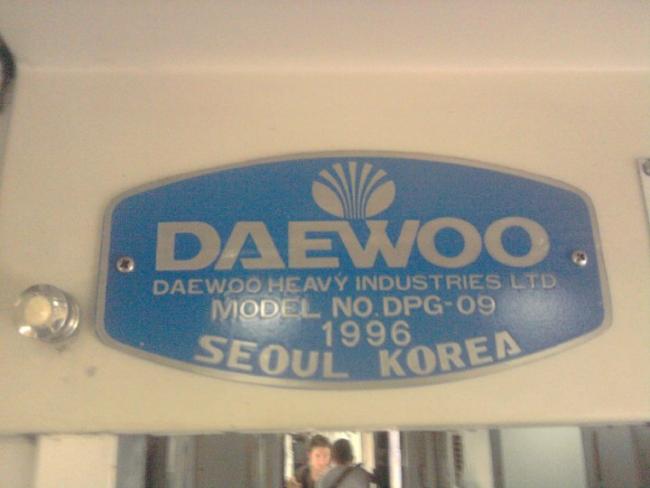 DAEWOO
DAEWOO HEAVY INDUSTRIES LTD
MODEL NO.DPG-09
1996
SEOUL KOREA